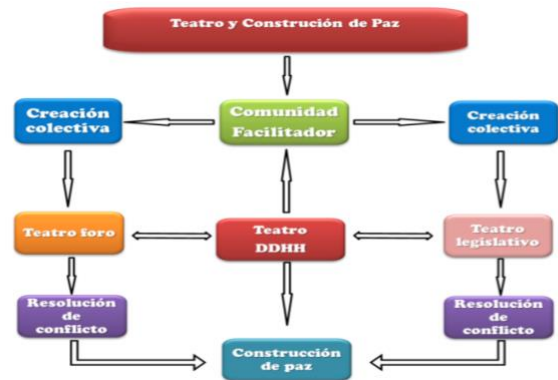 Teatro y Construción de Paz
Creación
colectiva
Comunidad
Facilitador
Creación
colectiva
Teatro foro
Teatro
DDHH
Teatro
legislativo
Resolución
de
conflicto
Resolución
de
conflicto
Construcción
de paz